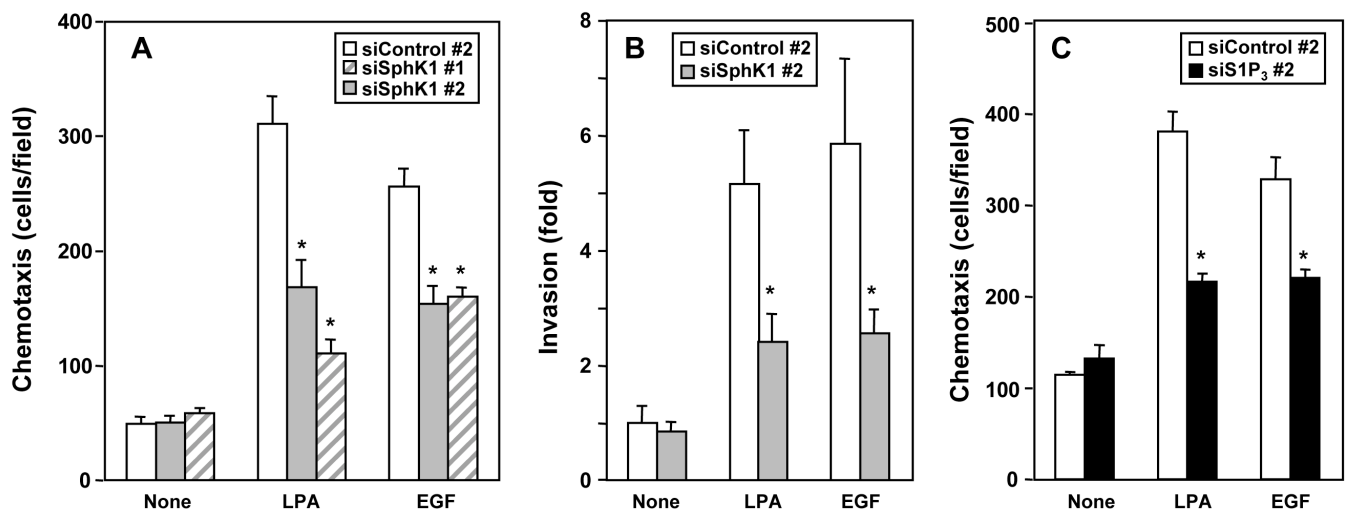 A
siControl #2
siSphK1 #1
siSphK1 #2
Chemotaxis (cells/field)
400
300
200
100
0
*
*
*
*
None
LPA
EGF
B
siControl #2
siSphK1 #2
Invasion (fold)
8
6
4
2
0
*
*
None
LPA
EGF
C
siControl #2
siS1P₃ #2
Chemotaxis (cells/field)
500
400
300
200
100
0
*
*
None
LPA
EGF